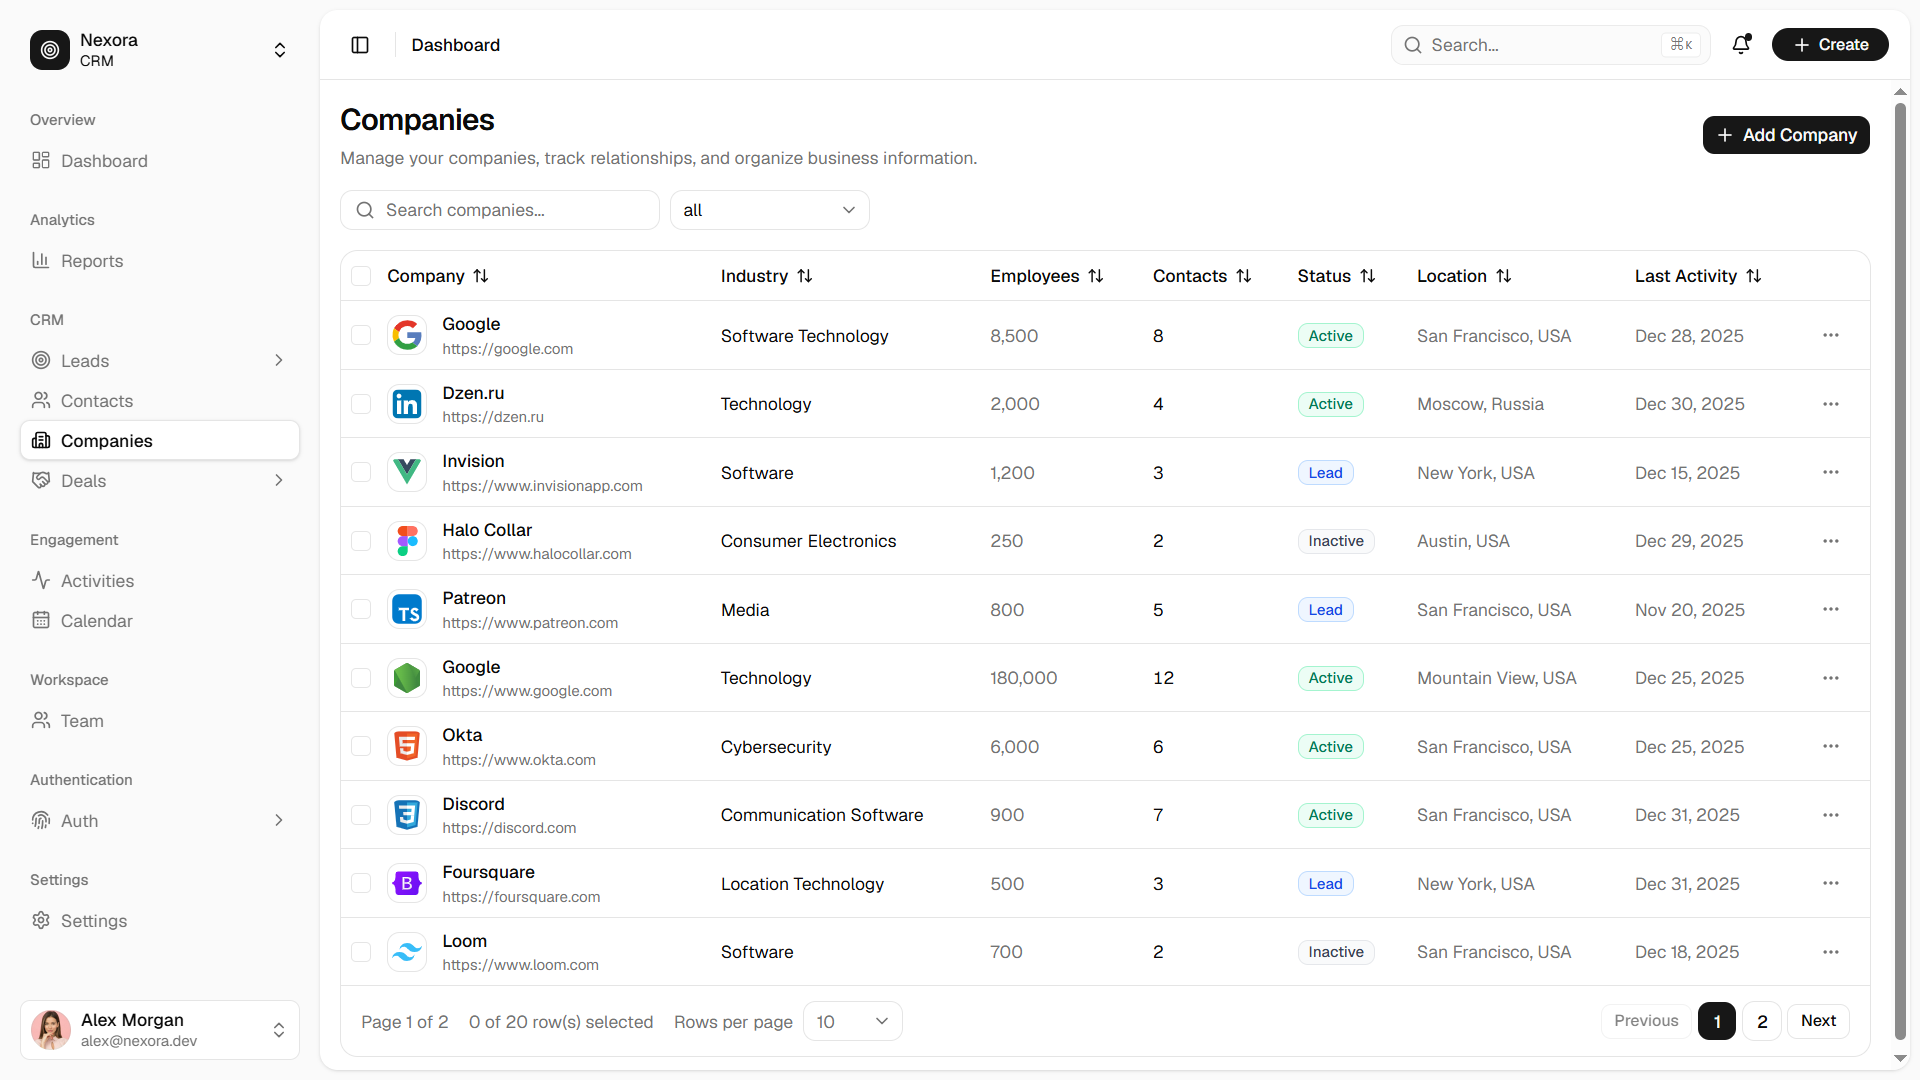 Nexora
CRM
Overview
Dashboard
Analytics
Reports
CRM
Leads
Contacts
Companies
Deals
Engagement
Activities
Calendar
Workspace
Team
Authentication
Auth
Settings
Settings
Alex Morgan
alex@nexora.dev
Dashboard
Search...
⌘K
Create
Companies
Manage your companies, track relationships, and organize business information.
Add Company
Search companies...
all
Company Industry Employees Contacts Status Location Last Activity
Google
https://google.com
Software Technology 8,500 8 Active San Francisco, USA Dec 28, 2025
in
Dzen.ru
https://dzen.ru
Technology 2,000 4 Active Moscow, Russia Dec 30, 2025
Invision
https://www.invisionapp.com
Software 1,200 3 Lead New York, USA Dec 15, 2025
Halo Collar
https://www.halocollar.com
Consumer Electronics 250 2 Inactive Austin, USA Dec 29, 2025
TS
Patreon
https://www.patreon.com
Media 800 5 Lead San Francisco, USA Nov 20, 2025
Google
https://www.google.com
Technology 180,000 12 Active Mountain View, USA Dec 25, 2025
Okta
https://www.okta.com
Cybersecurity 6,000 6 Active San Francisco, USA Dec 25, 2025
Discord
https://discord.com
Communication Software 900 7 Active San Francisco, USA Dec 31, 2025
B
Foursquare
https://foursquare.com
Location Technology 500 3 Lead New York, USA Dec 31, 2025
Loom
https://www.loom.com
Software 700 2 Inactive San Francisco, USA Dec 18, 2025
Page 1 of 2 0 of 20 row(s) selected Rows per page 10 Previous 1 2 Next